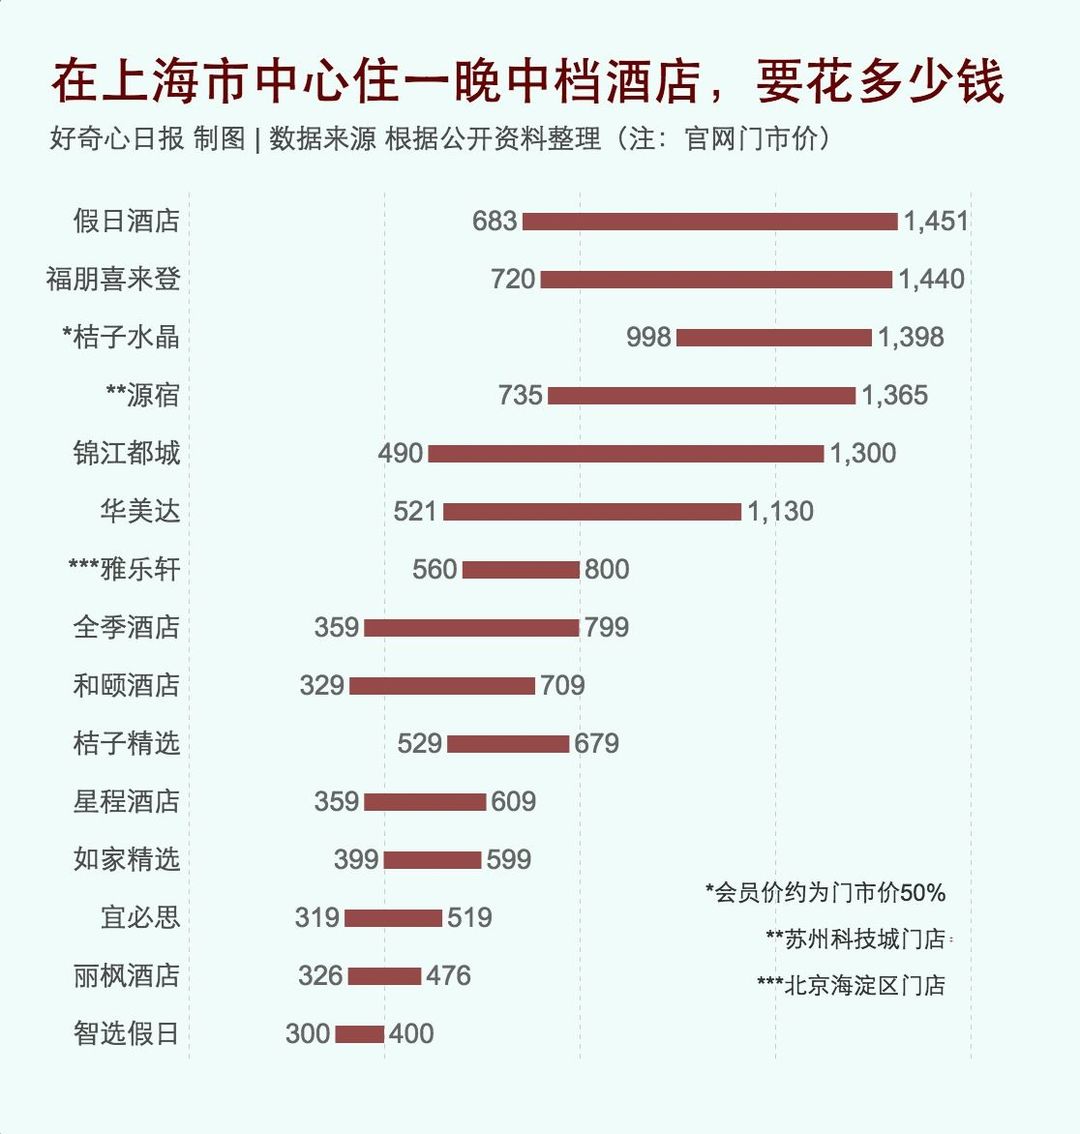 在上海市中心住一晚中档酒店，要花多少钱
好奇心日报 制图 | 数据来源 根据公开资料整理（注：官网门市价）
假日酒店 683 1,451
福朋喜来登 720 1,440
*桔子水晶 998 1,398
**源宿 735 1,365
锦江都城 490 1,300
华美达 521 1,130
***雅乐轩 560 800
全季酒店 359 799
和颐酒店 329 709
桔子精选 529 679
星程酒店 359 609
如家精选 399 599
*会员价约为门市价50%
宜必思 319 519
**苏州科技城门店
丽枫酒店 326 476
***北京海淀区门店
智选假日 300 400